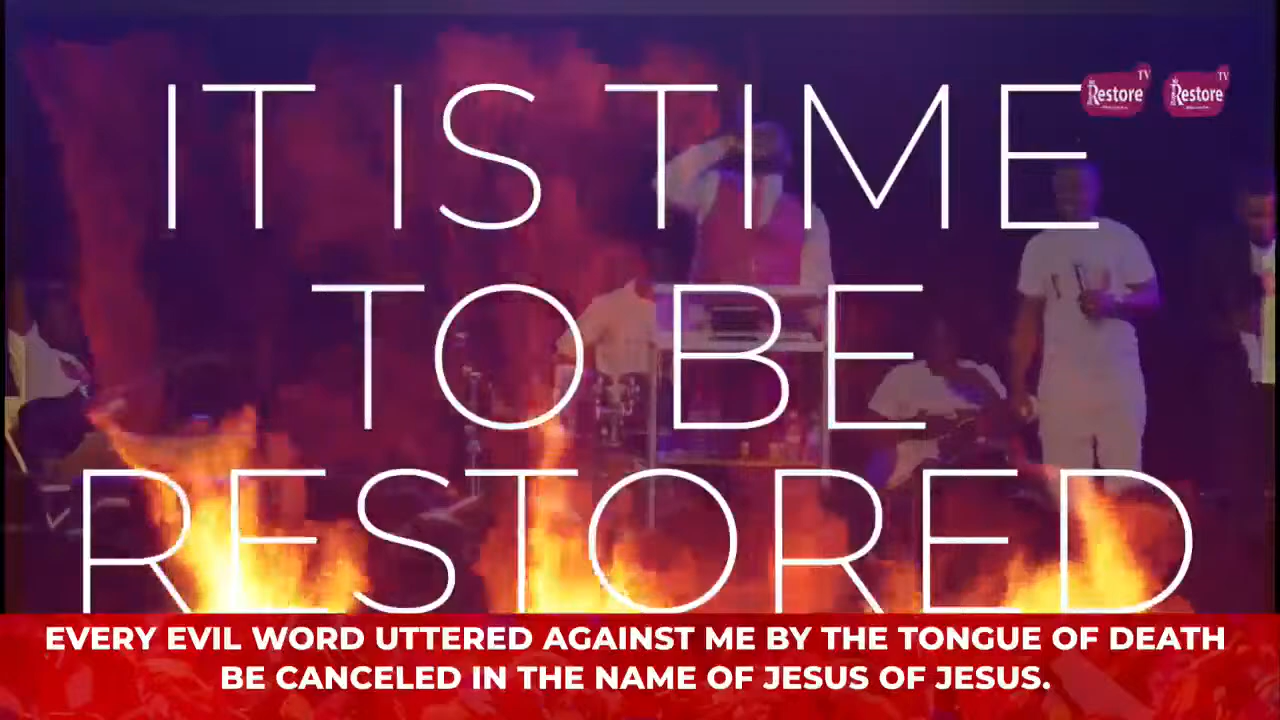 IT IS TIME
TV
Restore
TV
Restore
TO BE
RESTORED
EVERY EVIL WORD UTTERED AGAINST ME BY THE TONGUE OF DEATH
BE CANCELED IN THE NAME OF JESUS OF JESUS.